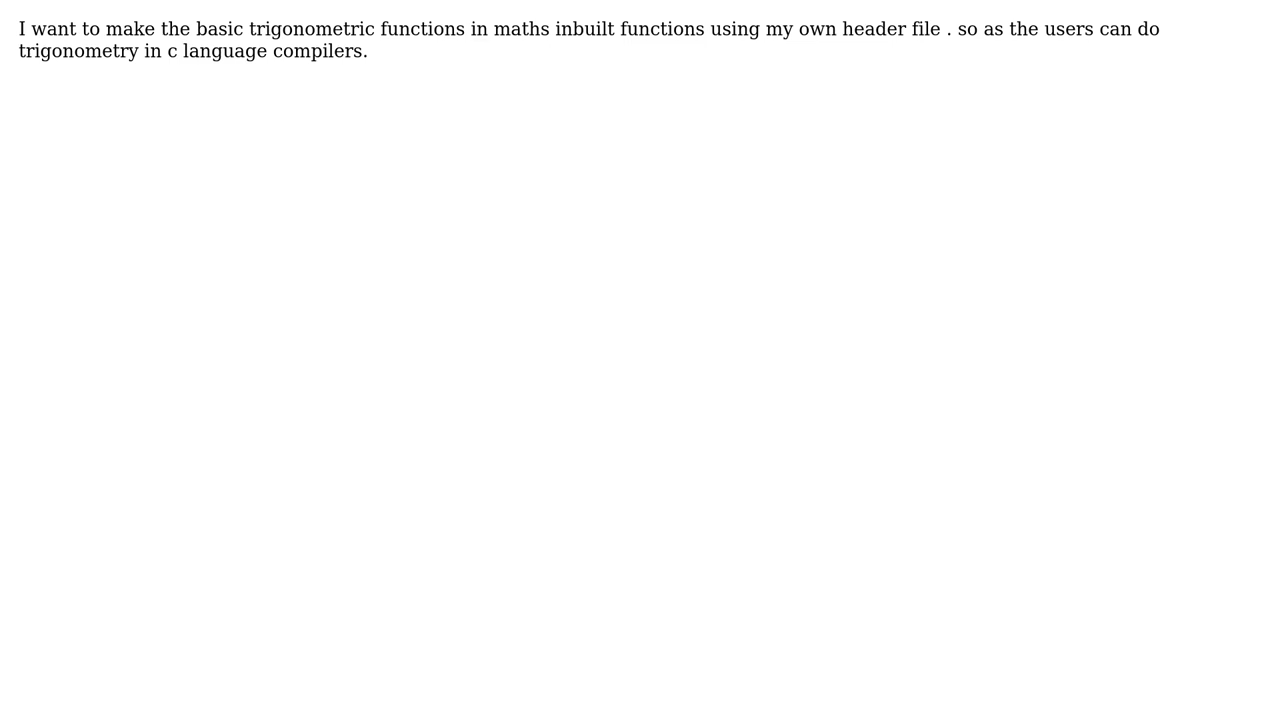 I want to make the basic trigonometric functions in maths inbuilt functions using my own header file . so as the users can do
trigonometry in c language compilers.